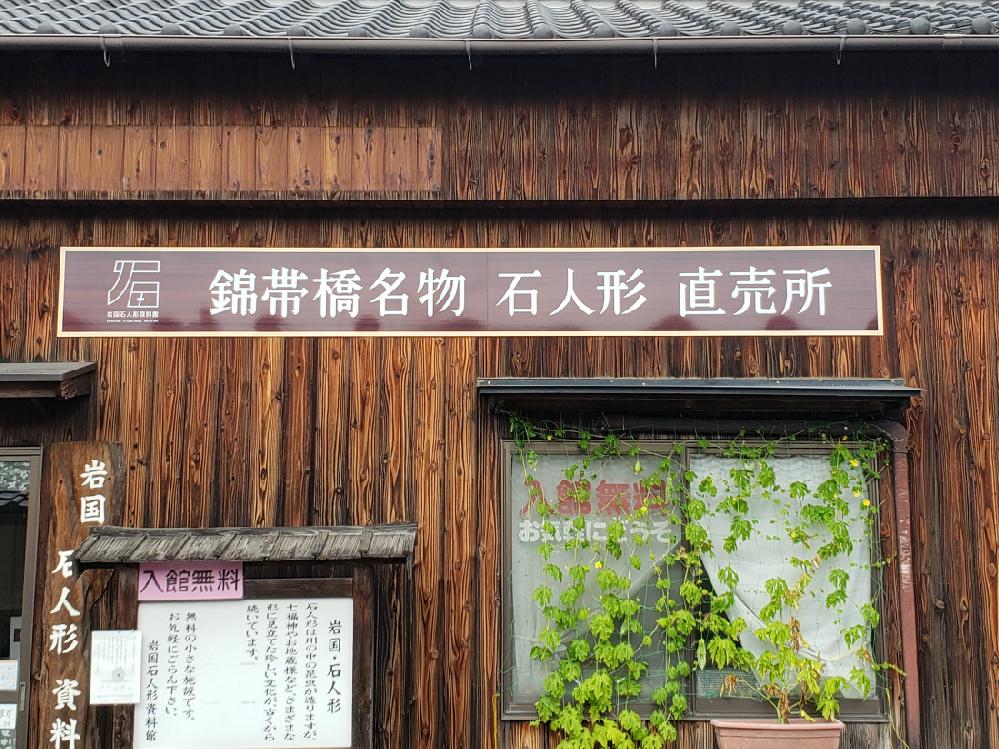 岩国石人形資料館
錦帯橋名物 石人形 直売所
岩国 石人形 資料
入館無料
岩国・石人形
石人形は川の中の昆虫が造りますが、
七福神やお地蔵様など、さまざまな
形に見立てた珍しい文化が古くから
続いています。
無料の小さな施設です。
お気軽にごらん下さい。
岩国石人形資料館
入館無料
お気軽にどうぞ